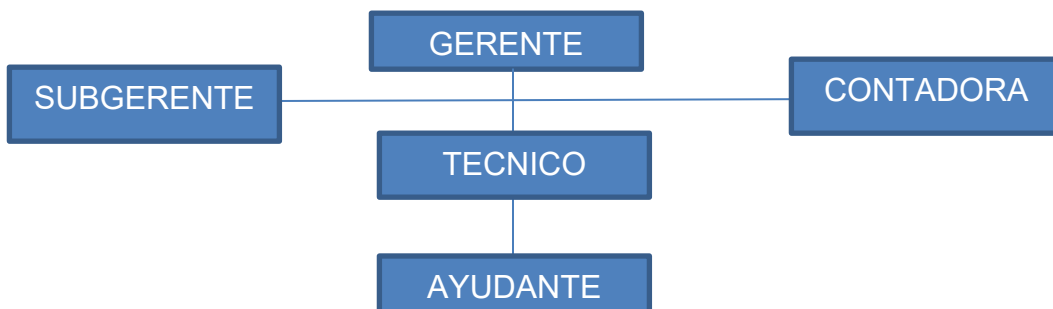 GERENTE
SUBGERENTE
CONTADORA
TECNICO
AYUDANTE